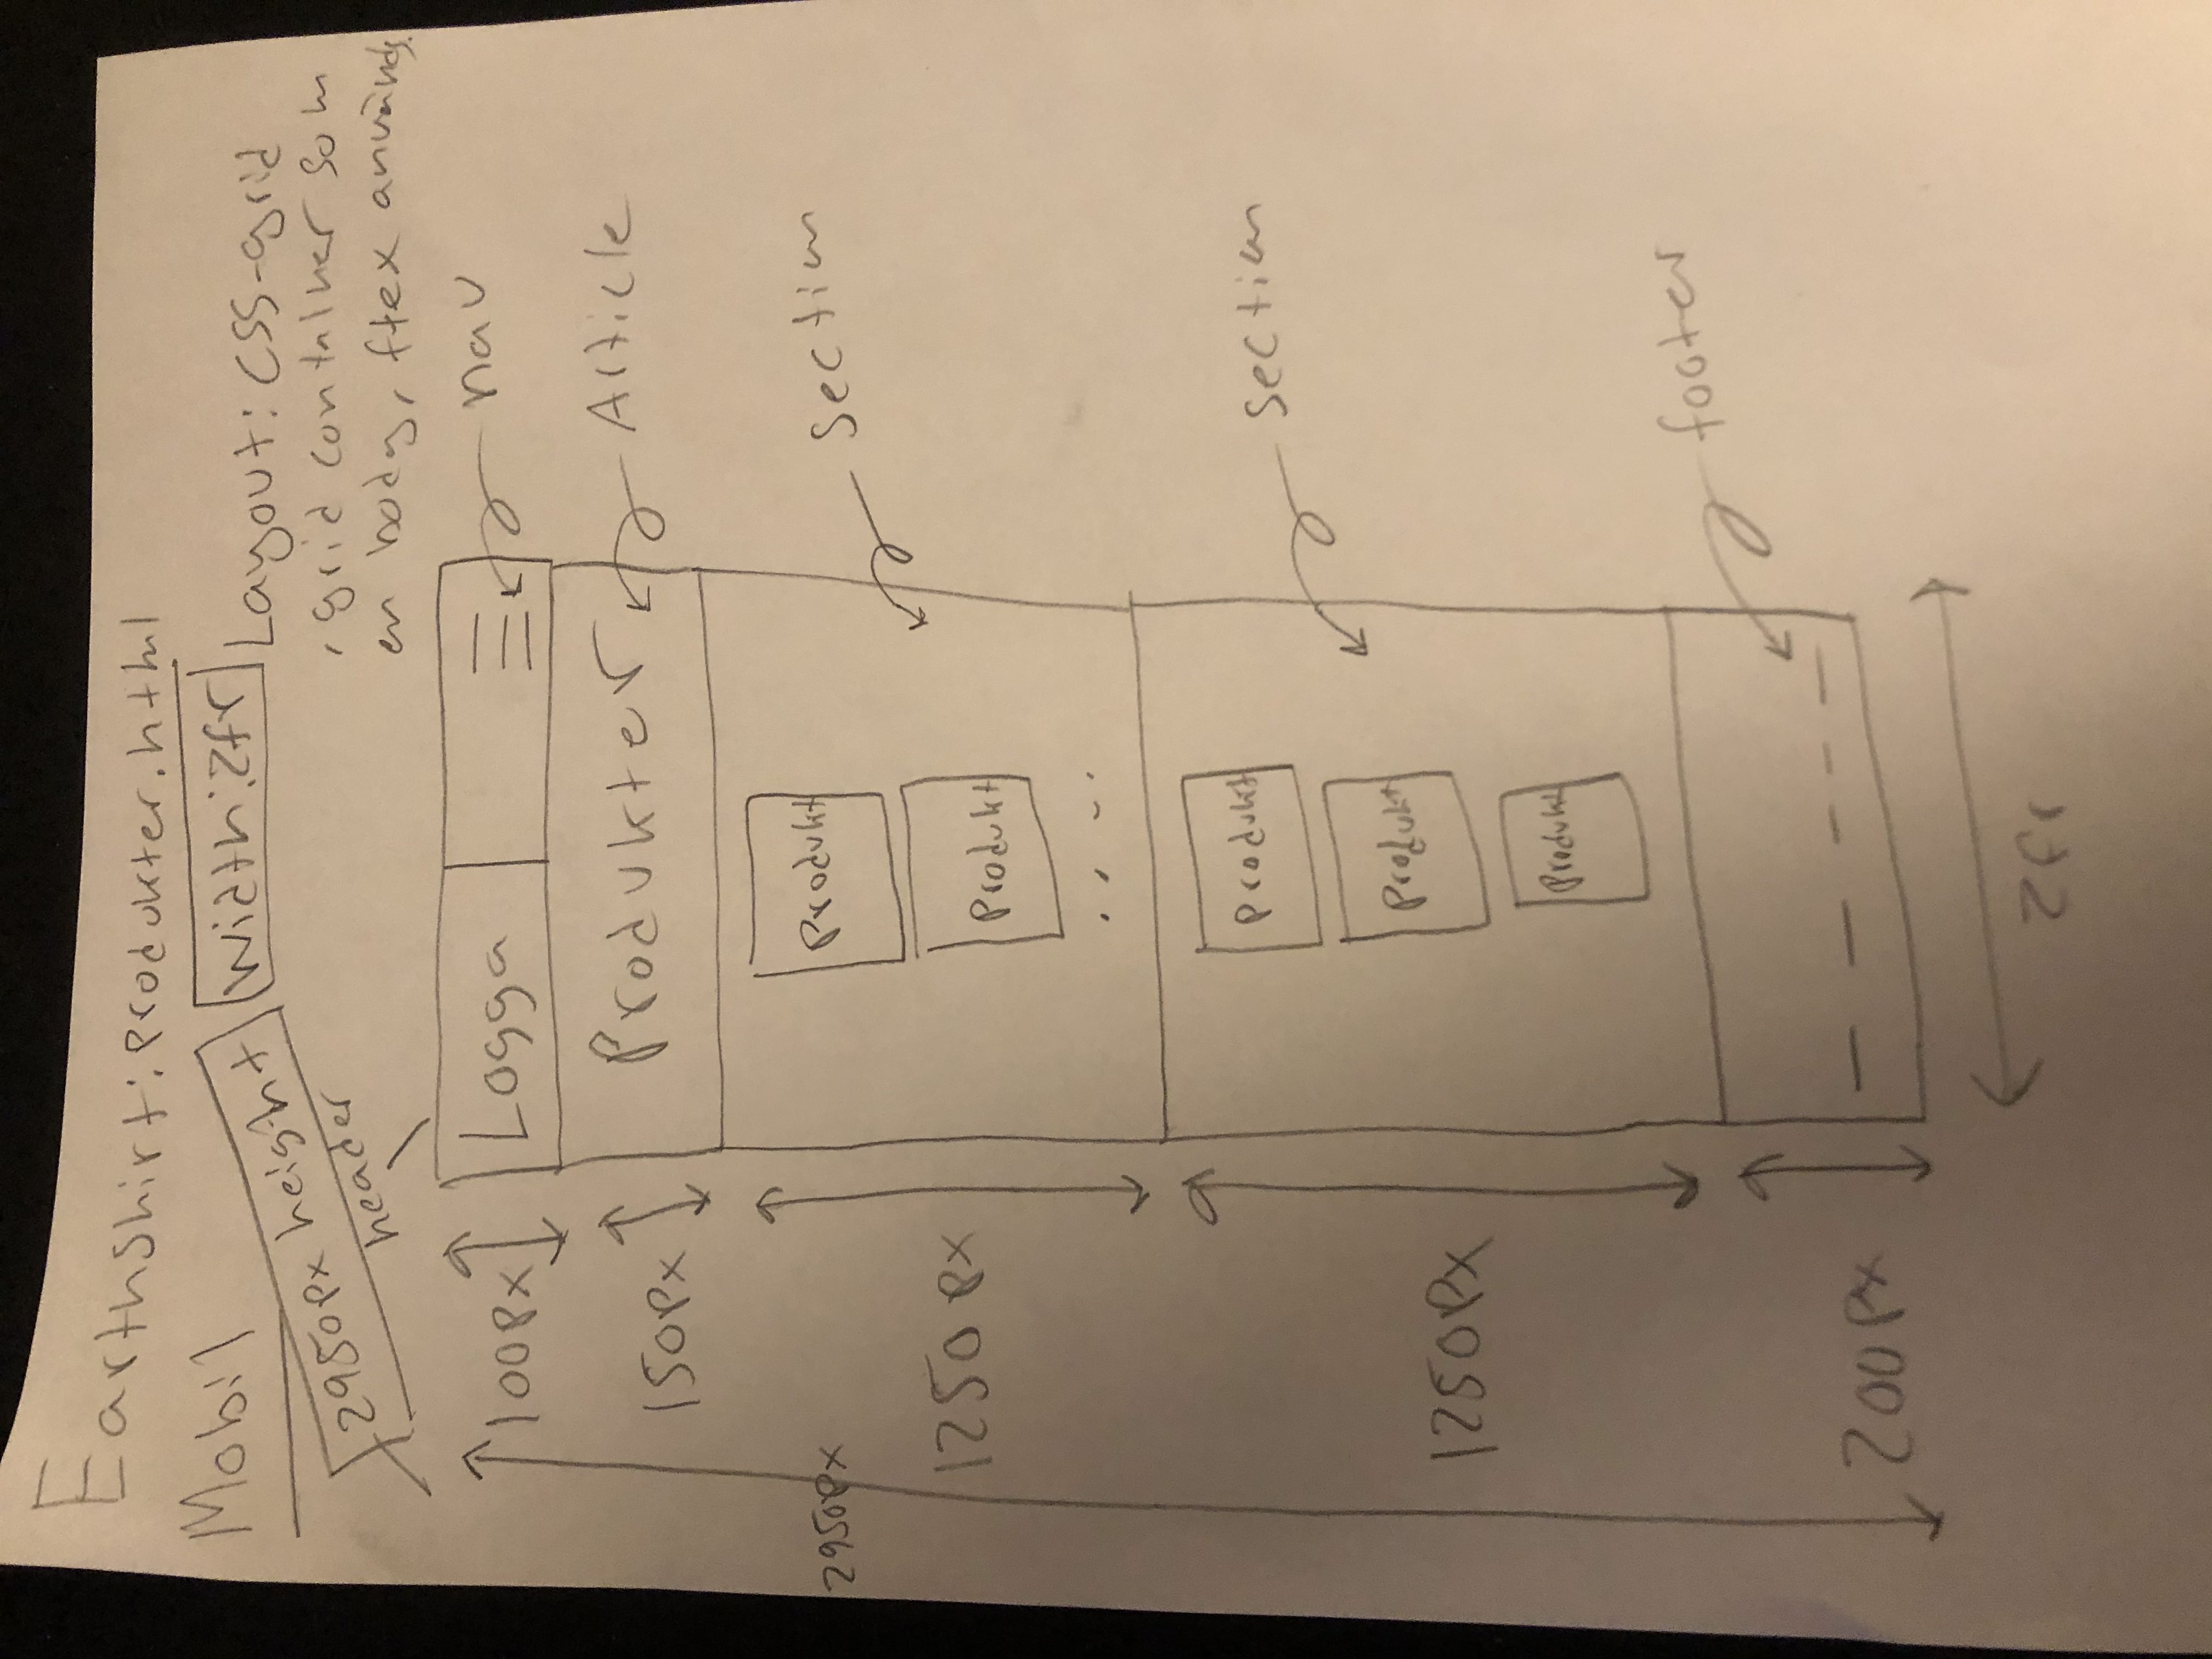 EarthShirt: produkter.html
Mobil
2950px height
Width: 2fr
Layout: CSS-grid
, grid container som
en body, flex används.
header
100px
Logga
nav
150px
Produkter
Article
2950px
1250px
Produkt
Produkt
. . . .
section
1250px
Produkt
Produkt
Produkt
section
200px
footer
2fr